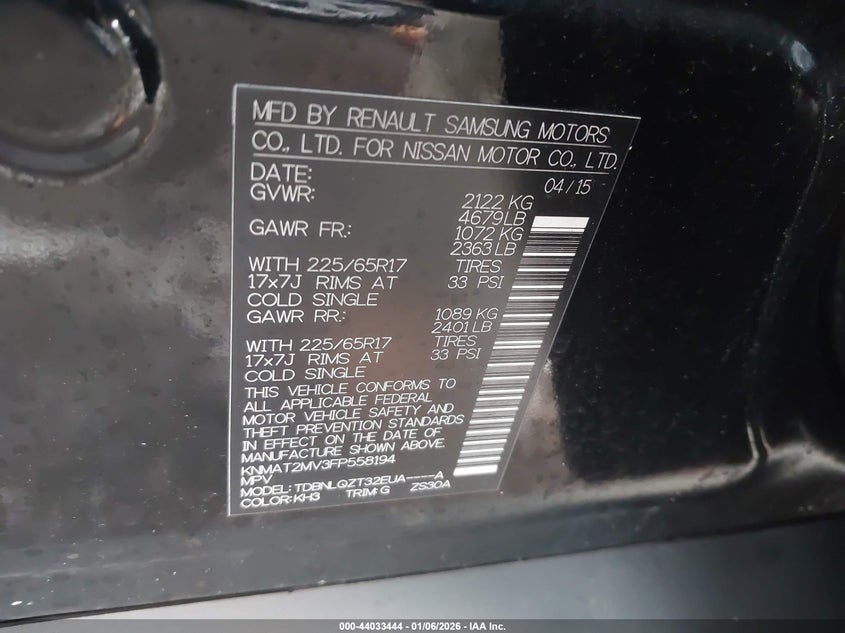 MFD BY RENAULT SAMSUNG MOTORS
CO., LTD. FOR NISSAN MOTOR CO., LTD.
DATE: 04 / 15
GVWR: 2122 KG
4679 LB
GAWR FR.: 1072 KG
2363 LB
WITH 225/65R17 TIRES
17x7J RIMS AT 33 PSI
COLD SINGLE
GAWR RR.: 1089 KG
2401 LB
WITH 225/65R17 TIRES
17x7J RIMS AT 33 PSI
COLD SINGLE
THIS VEHICLE CONFORMS TO
ALL APPLICABLE FEDERAL
MOTOR VEHICLE SAFETY AND
THEFT PREVENTION STANDARDS
IN EFFECT ON THE DATE OF
MANUFACTURE SHOWN ABOVE.
KNMAT2MV3FP558194
MPV
MODEL: TDBNLQZT32EUA----A
COLOR: KH3 TRIM: G ZS30A
000-44033444 - 01/06/2026 - IAA Inc.